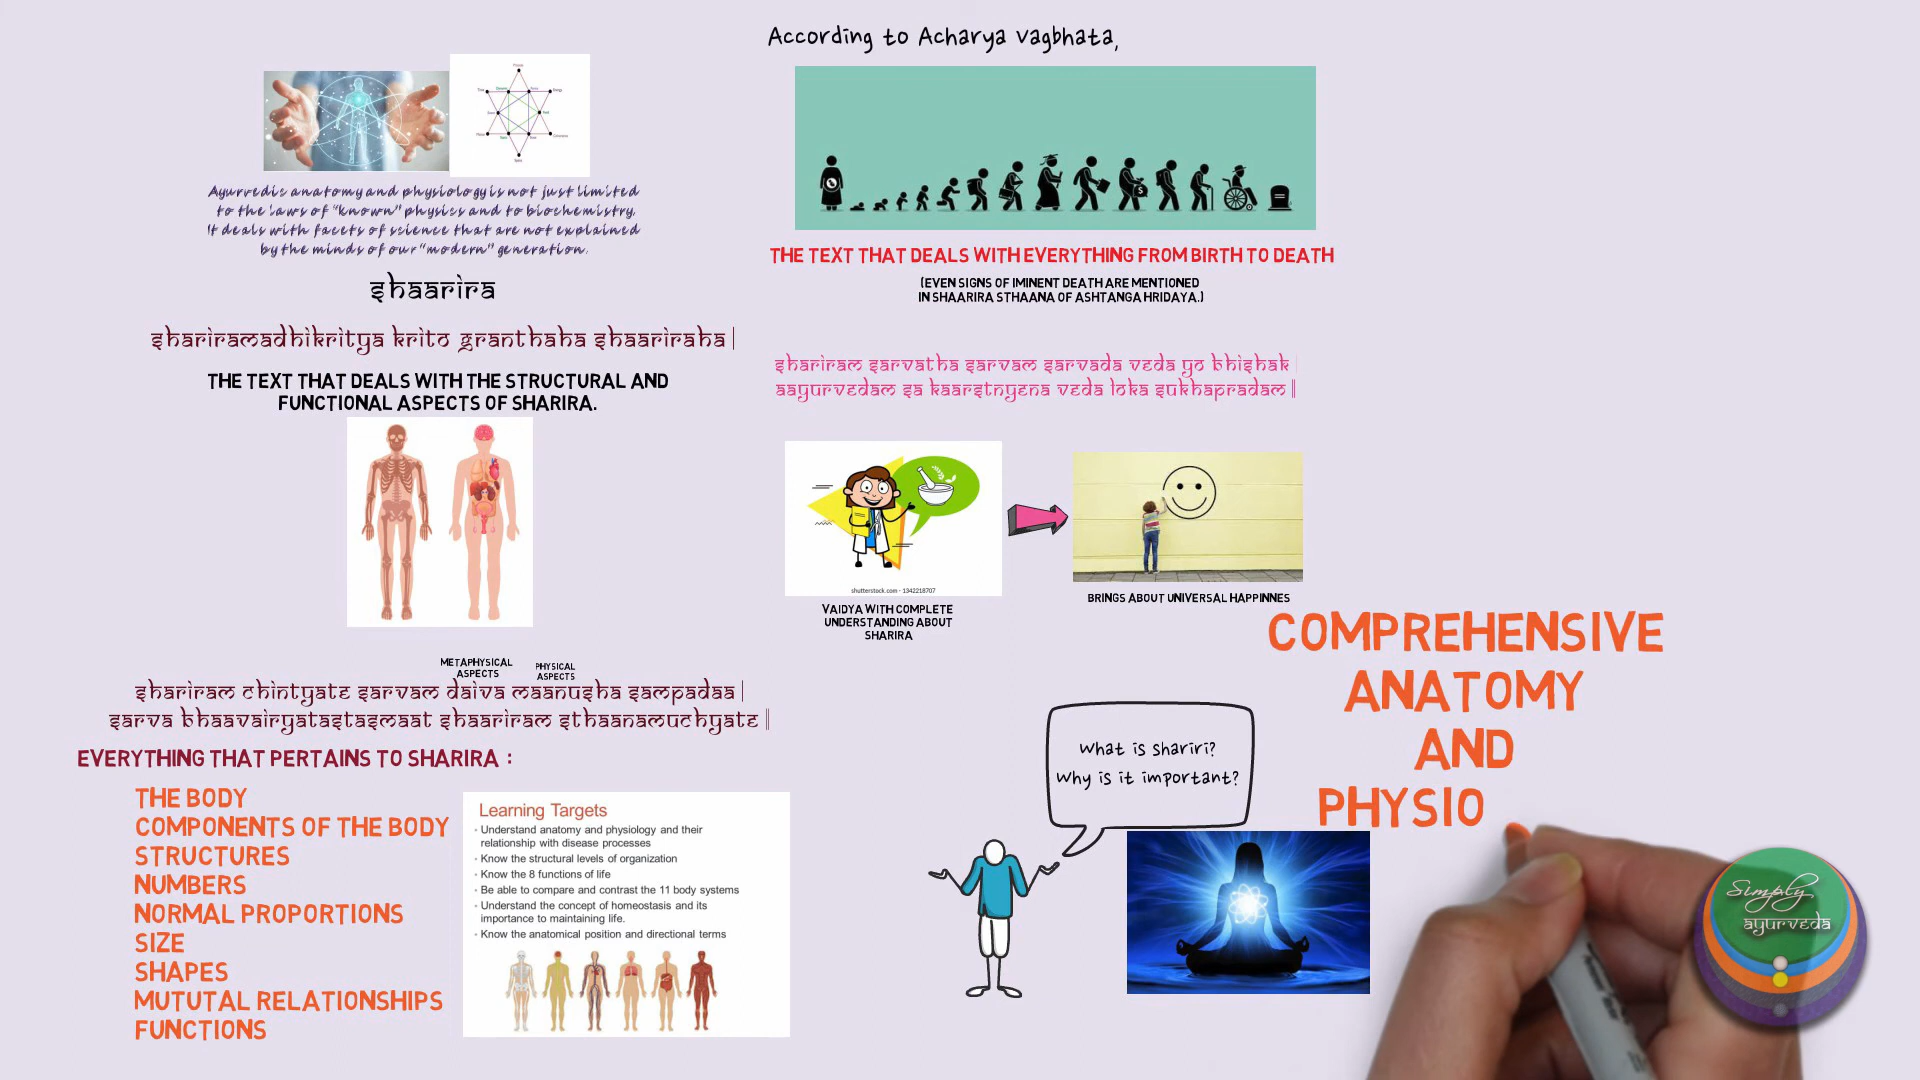 Ayurvedic anatomy and physiology is not just limited
to the laws of "known" physics and to biochemistry,
It deals with facets of science that are not explained
by the minds of our "modern" generation.
shaarira
shariramadhikritya krito granthaha shaariraha|
THE TEXT THAT DEALS WITH THE STRUCTURAL AND
FUNCTIONAL ASPECTS OF SHARIRA.
METAPHYSICAL
ASPECTS
PHYSICAL
ASPECTS
shariram chintyate sarvam daiva maanusha sampadaa|
sarva bhaavairyatastasmaat shaariram sthaanamuchyate||
EVERYTHING THAT PERTAINS TO SHARIRA :
THE BODY
COMPONENTS OF THE BODY
STRUCTURES
NUMBERS
NORMAL PROPORTIONS
SIZE
SHAPES
MUTUTAL RELATIONSHIPS
FUNCTIONS
Learning Targets
• Understand anatomy and physiology and their
relationship with disease processes
• Know the structural levels of organization
• Know the 8 functions of life
• Be able to compare and contrast the 11 body systems
• Understand the concept of homeostasis and its
importance to maintaining life.
• Know the anatomical position and directional terms
According to Acharya Vagbhata,
$
THE TEXT THAT DEALS WITH EVERYTHING FROM BIRTH TO DEATH
(EVEN SIGNS OF IMINENT DEATH ARE MENTIONED
IN SHAARIRA STHAANA OF ASHTANGA HRIDAYA.)
shariram sarvatha sarvam sarvada veda yo bhishak|
aayurvedam sa kaarstnyena veda loka sukhapradam||
shutterstock.com · 1342218707
VAIDYA WITH COMPLETE
UNDERSTANDING ABOUT
SHARIRA
BRINGS ABOUT UNIVERSAL HAPPINNES
What is shariri?
Why is it important?
COMPREHENSIVE
ANATOMY
AND
PHYSIO
Simply
ayurveda